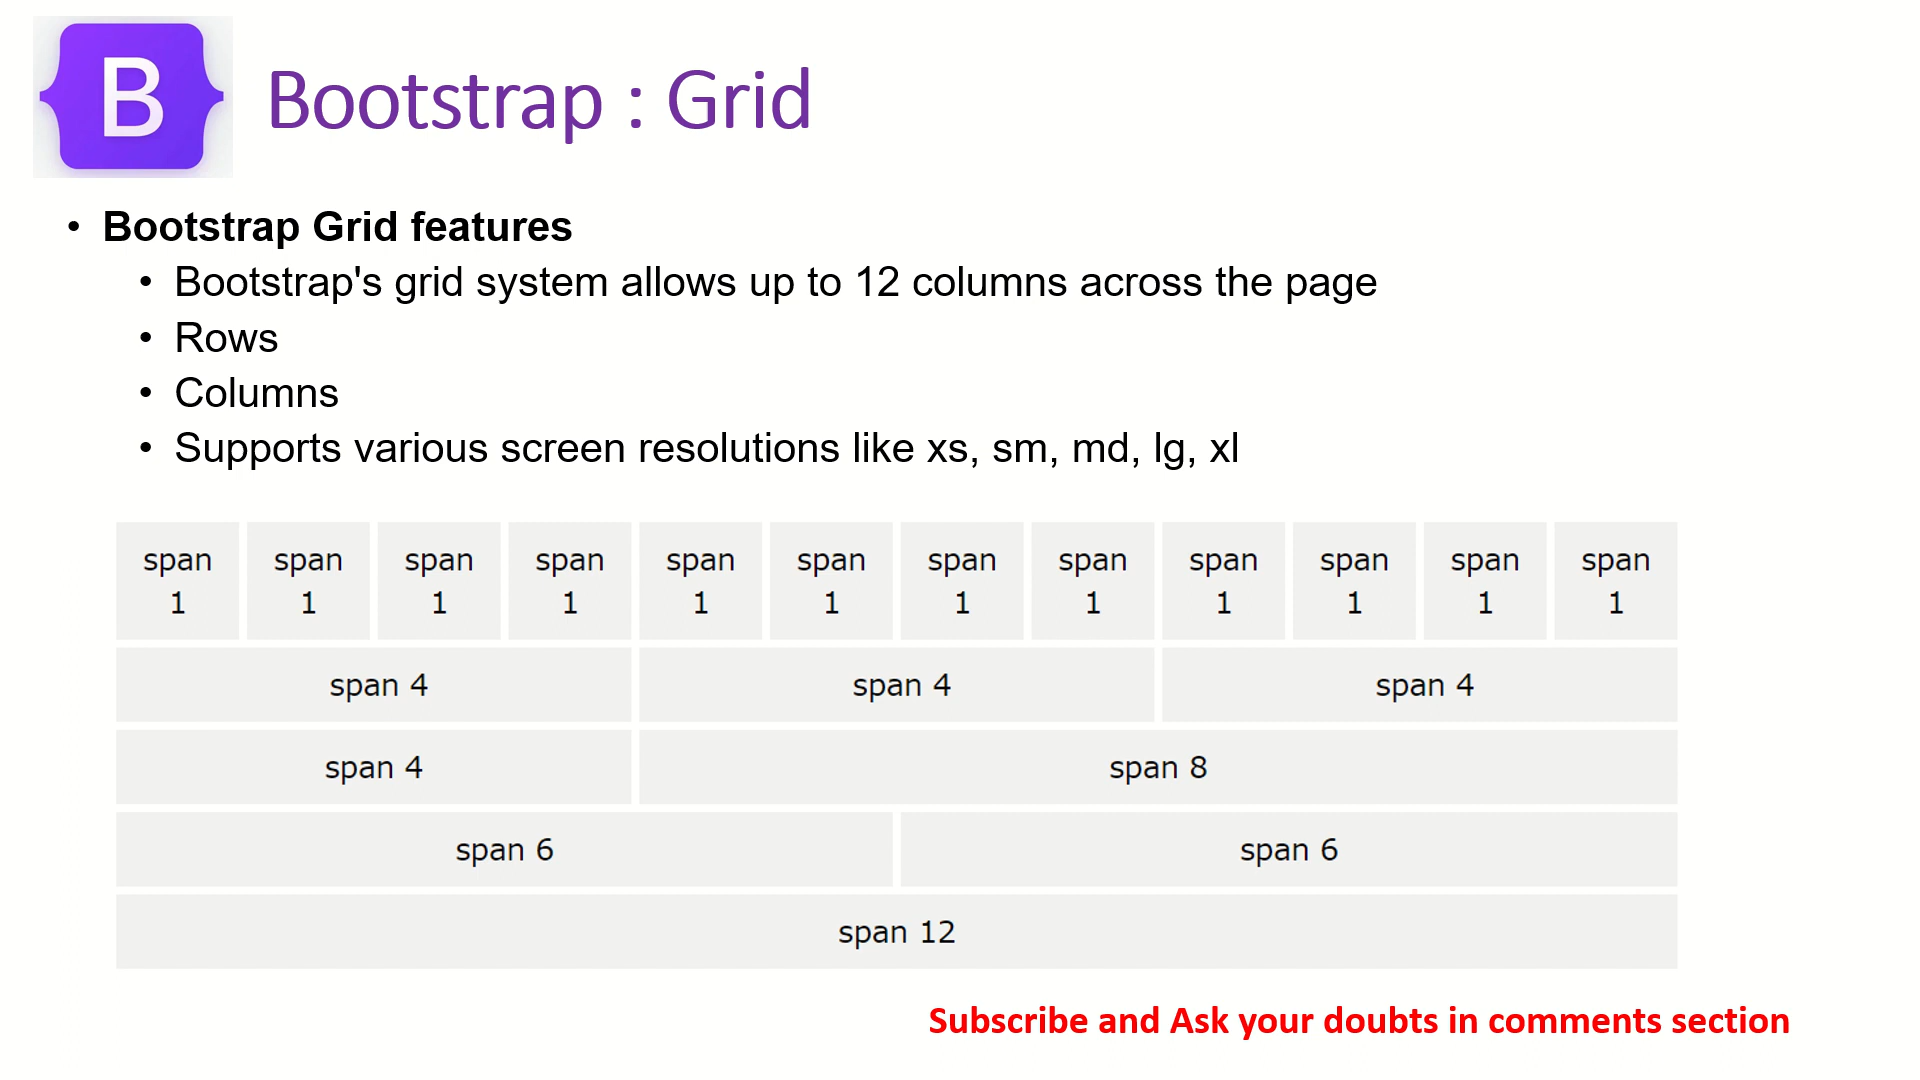 B
Bootstrap : Grid
• Bootstrap Grid features
• Bootstrap's grid system allows up to 12 columns across the page
• Rows
• Columns
• Supports various screen resolutions like xs, sm, md, lg, xl
span 1 span 1 span 1 span 1 span 1 span 1 span 1 span 1 span 1 span 1 span 1 span 1
span 4 span 4 span 4
span 4 span 8
span 6 span 6
span 12
Subscribe and Ask your doubts in comments section